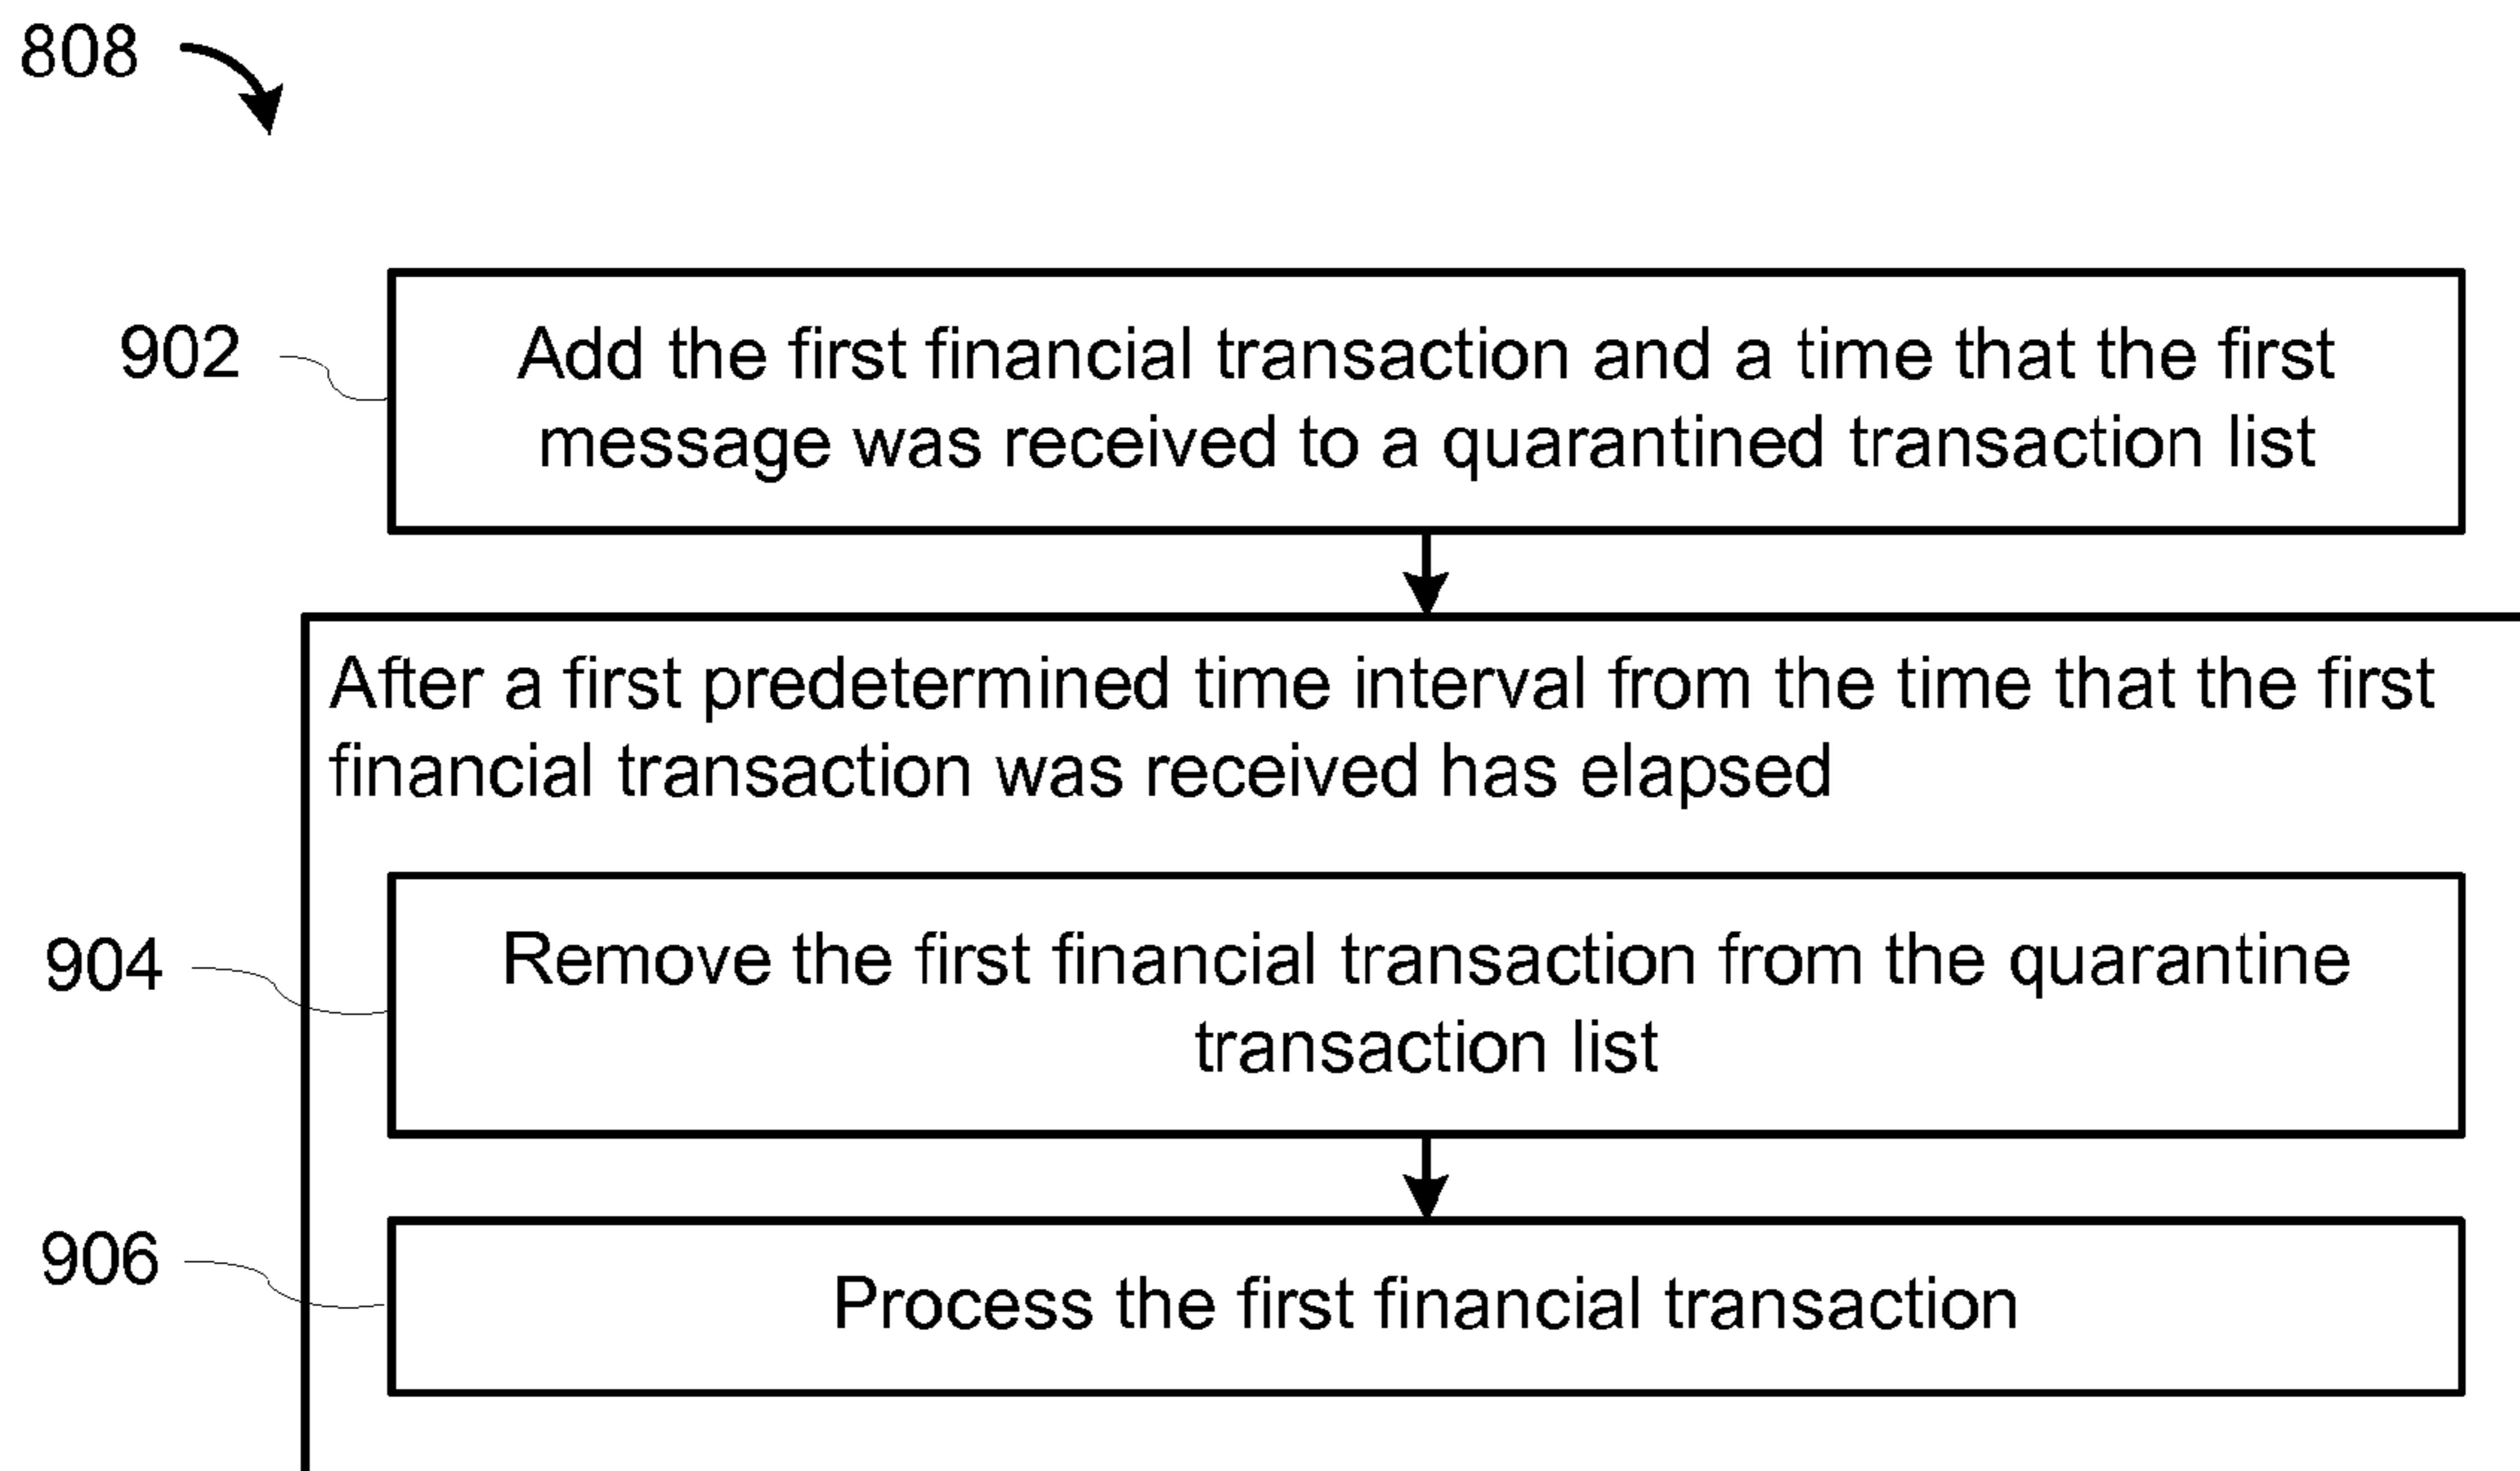 808
902
Add the first financial transaction and a time that the first
message was received to a quarantined transaction list
After a first predetermined time interval from the time that the first
financial transaction was received has elapsed
904
Remove the first financial transaction from the quarantine
transaction list
906
Process the first financial transaction